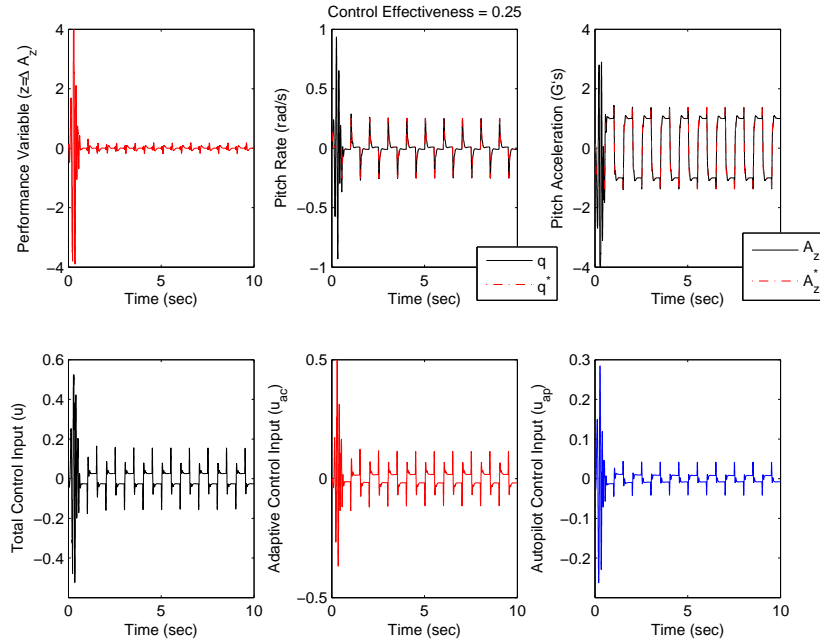 Control Effectiveness = 0.25
Performance Variable (z=Δ A_z)
4
2
0
−2
−4
0
5
10
Time (sec)
Pitch Rate (rad/s)
1
0.5
0
−0.5
−1
0
5
10
Time (sec)
q
q*
Pitch Acceleration (G's)
4
2
0
−2
−4
0
5
10
Time (sec)
A_z
A_z*
Total Control Input (u)
0.6
0.4
0.2
0
−0.2
−0.4
0
5
10
Time (sec)
Adaptive Control Input (u_ac)
0.5
0
−0.5
0
5
10
Time (sec)
Autopilot Control Input (u_ap)
0.3
0.2
0.1
0
−0.1
−0.2
0
5
10
Time (sec)